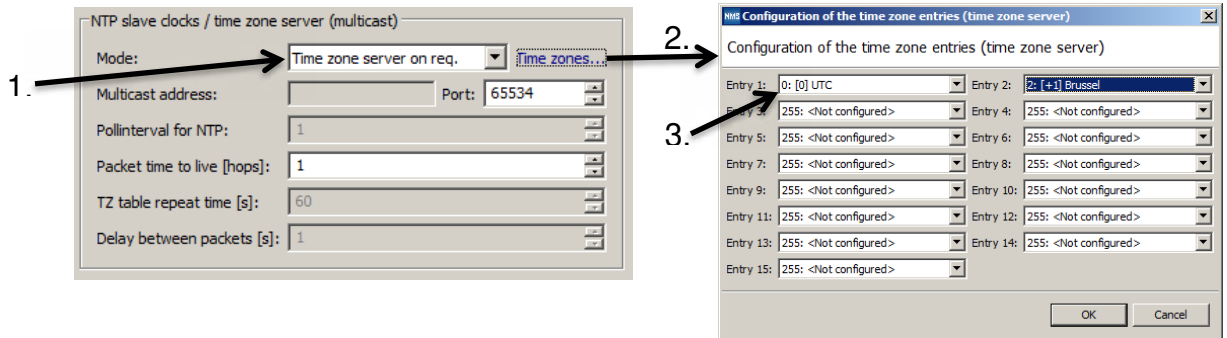 NTP slave clocks / time zone server (multicast)
Mode: Time zone server on req. Time zones...
Multicast address: Port: 65534
Pollinterval for NTP: 1
Packet time to live [hops]: 1
TZ table repeat time [s]: 60
Delay between packets [s]: 1
1.
2.
3.
NMS Configuration of the time zone entries (time zone server)
Configuration of the time zone entries (time zone server)
Entry 1: 0: [0] UTC Entry 2: 2: [+1] Brussel
Entry 3: 255: <Not configured> Entry 4: 255: <Not configured>
Entry 5: 255: <Not configured> Entry 6: 255: <Not configured>
Entry 7: 255: <Not configured> Entry 8: 255: <Not configured>
Entry 9: 255: <Not configured> Entry 10: 255: <Not configured>
Entry 11: 255: <Not configured> Entry 12: 255: <Not configured>
Entry 13: 255: <Not configured> Entry 14: 255: <Not configured>
Entry 15: 255: <Not configured>
OK Cancel